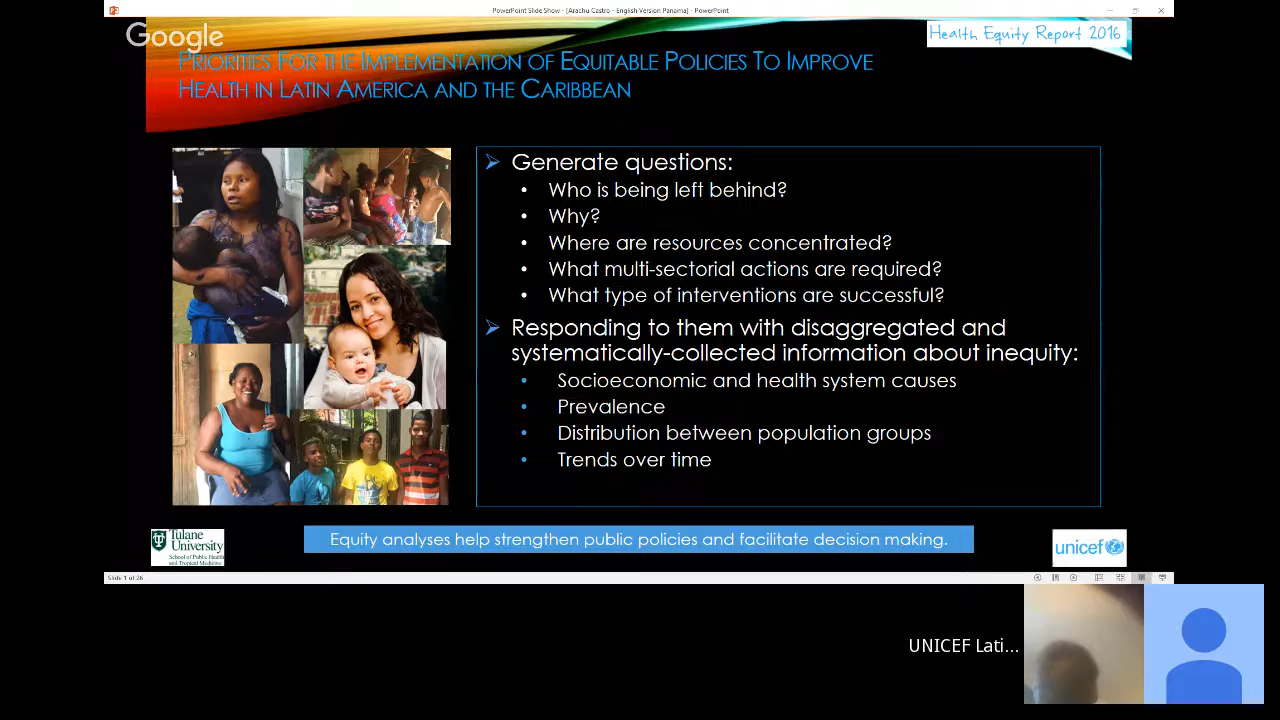 PowerPoint Slide Show - [Arachu Castro - English Version Panama] - PowerPoint
Google
Health Equity Report 2016
PRIORITIES FOR THE IMPLEMENTATION OF EQUITABLE POLICIES TO IMPROVE
HEALTH IN LATIN AMERICA AND THE CARIBBEAN
Generate questions:
Who is being left behind?
Why?
Where are resources concentrated?
What multi-sectorial actions are required?
What type of interventions are successful?
Responding to them with disaggregated and
systematically-collected information about inequity:
Socioeconomic and health system causes
Prevalence
Distribution between population groups
Trends over time
Tulane
University
School of Public Health
and Tropical Medicine
Equity analyses help strengthen public policies and facilitate decision making.
unicef
Slide 1 of 26
UNICEF Lati...